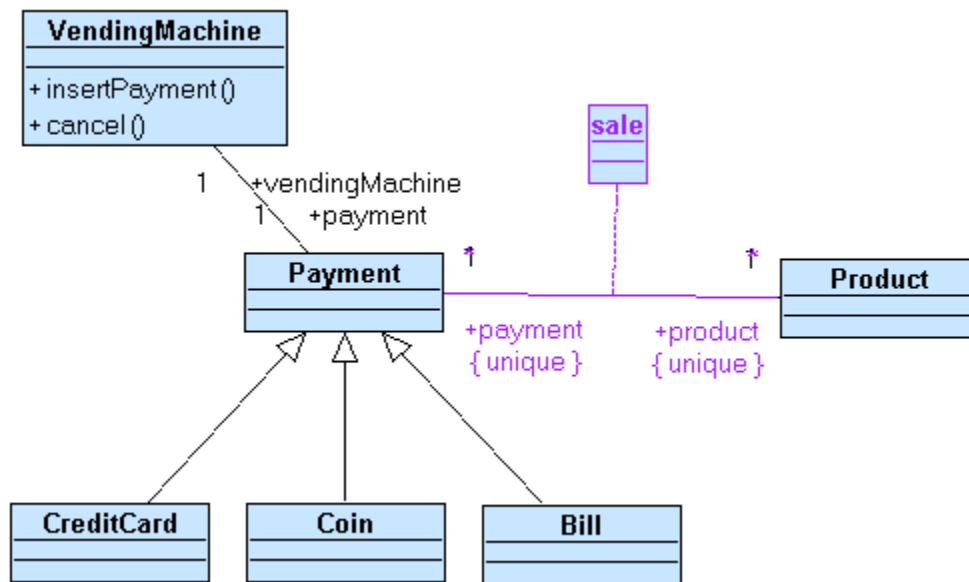 VendingMachine
+ insertPayment()
+ cancel()
sale
1 +vendingMachine
1 +payment
Payment
Product
+payment
{ unique }
+product
{ unique }
CreditCard
Coin
Bill